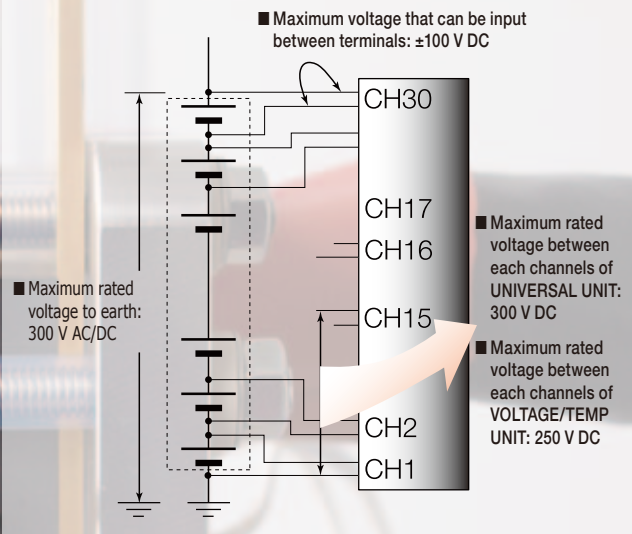 ■ Maximum voltage that can be input
between terminals: ±100 V DC
CH30
CH17
CH16
CH15
CH2
CH1
■ Maximum rated
voltage to earth:
300 V AC/DC
■ Maximum rated
voltage between
each channels of
UNIVERSAL UNIT:
300 V DC
■ Maximum rated
voltage between
each channels of
VOLTAGE/TEMP
UNIT: 250 V DC